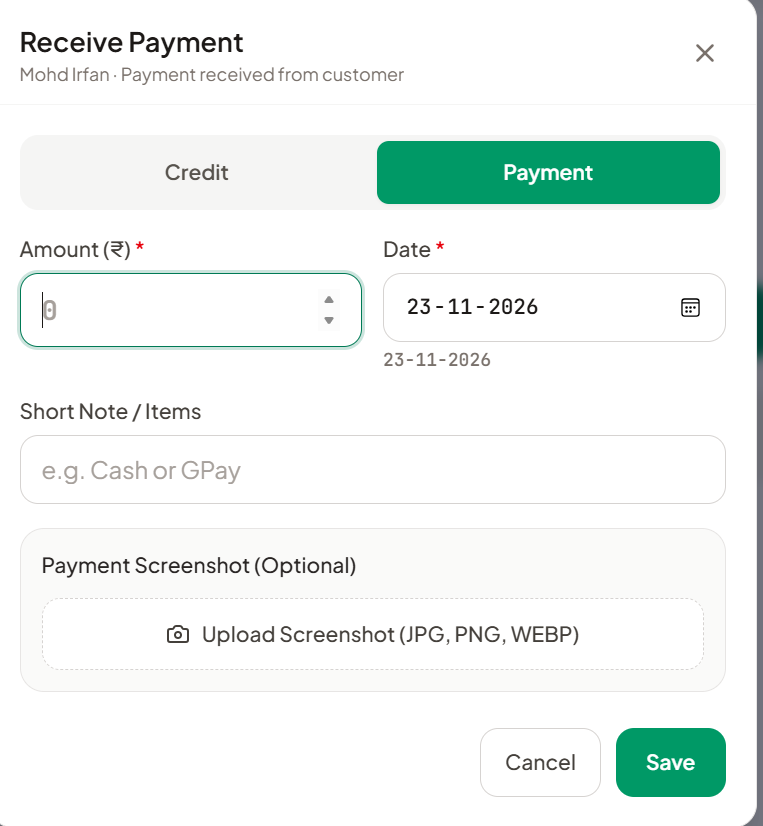 Receive Payment
Mohd Irfan · Payment received from customer
Credit
Payment
Amount (₹) *
Date *
0
23-11-2026
23-11-2026
Short Note / Items
e.g. Cash or GPay
Payment Screenshot (Optional)
Upload Screenshot (JPG, PNG, WEBP)
Cancel
Save